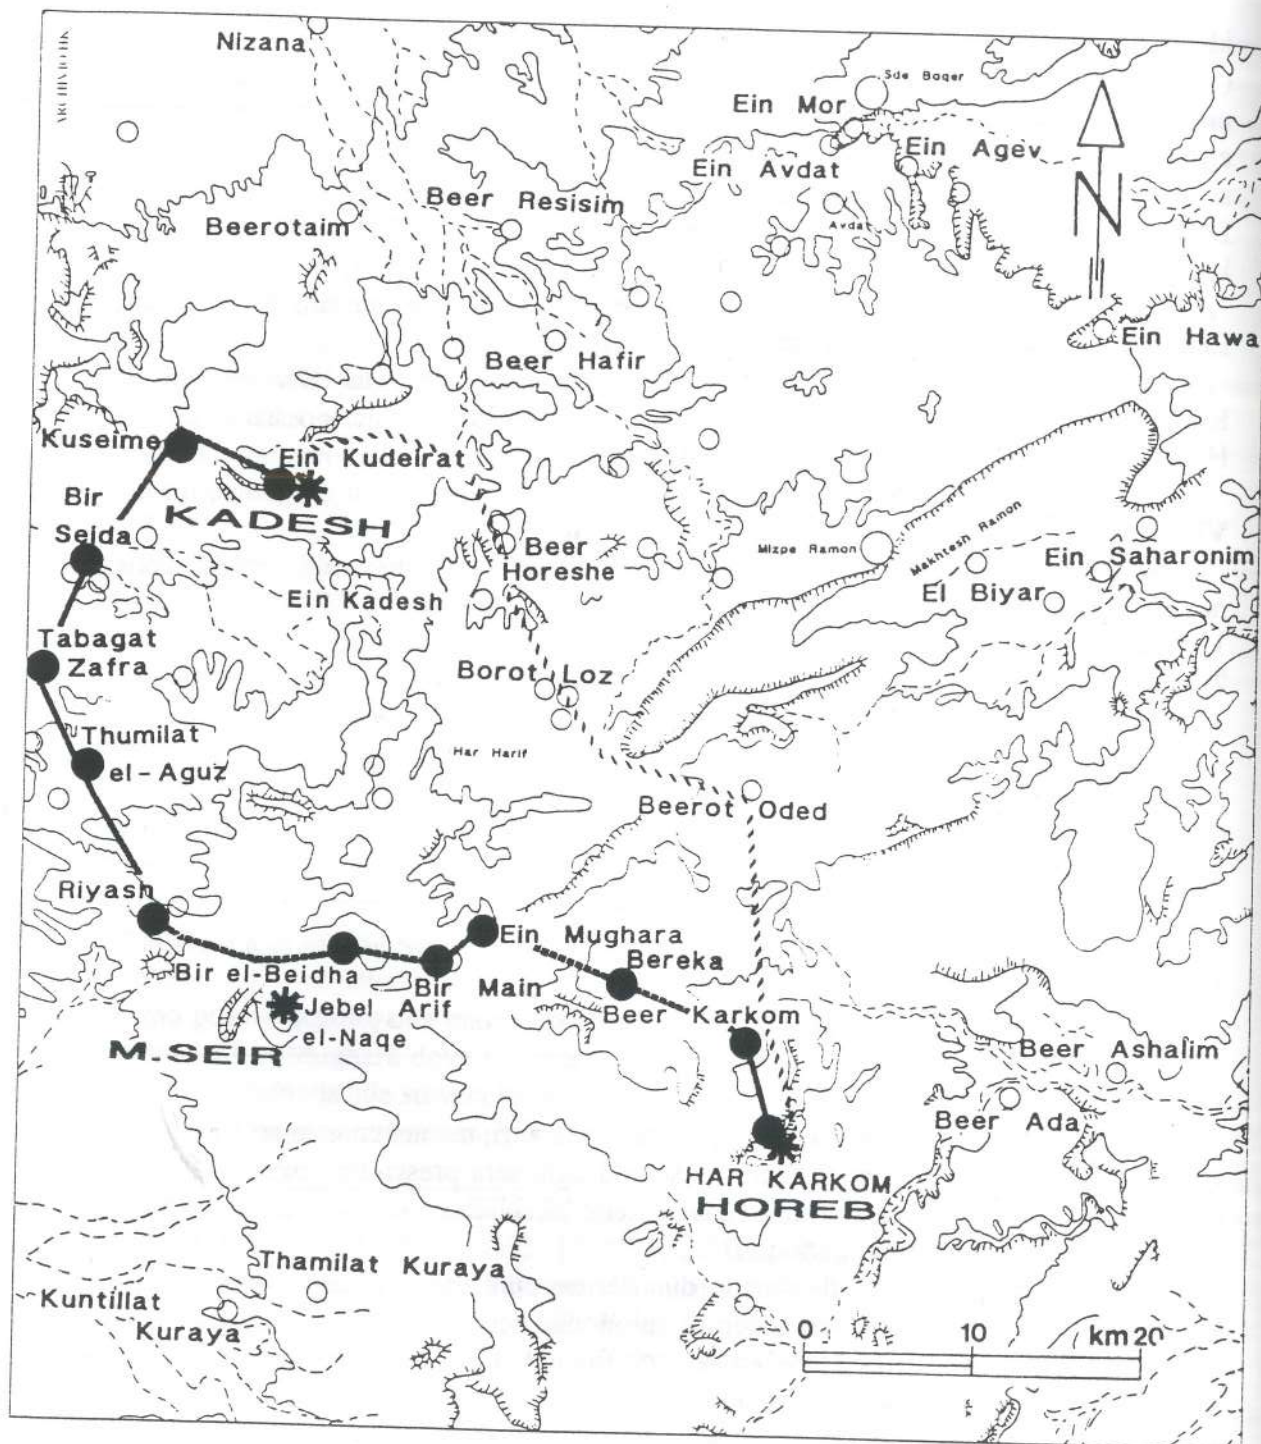 Nizana
Sde Boqer
Ein Mor
Ein Agev
Ein Avdat
Beer Resisim
Avdat
Beerotaim
N
Ein Hawa
Beer Hafir
Kuseime
Ein Kudeirat
Bir
Seida
KADESH
Makhtesh Ramon
Mizpe Ramon
Beer
Horeshe
Ein Saharonim
El Biyar
Ein Kadesh
Tabagat
Zafra
Borot Loz
Thumilat
el-Aguz
Har Harif
Beerot Oded
Riyash
Ein Mughara
Bereka
Bir el-Beidha
Bir Main
Jebel Arif
el-Naqe
Beer Karkom
M.SEIR
Beer Ashalim
Beer Ada
HAR KARKOM
HOREB
Thamilat Kuraya
Kuntillat
Kuraya
0 10 km 20